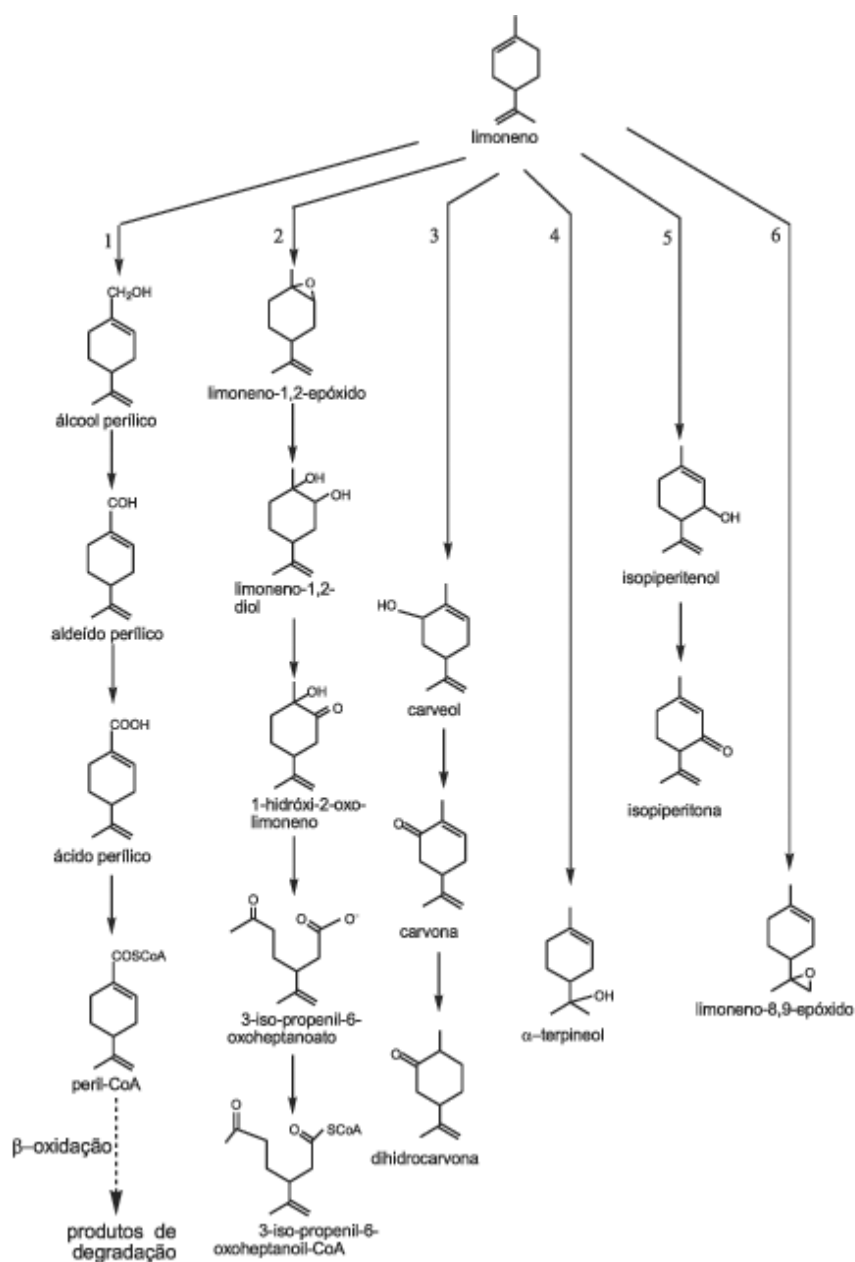 limoneno
1
2
3
4
5
6
CH₂OH
álcool perílico
COH
aldeído perílico
COOH
ácido perílico
COSCoA
peril-CoA
β–oxidação
produtos de
degradação
O
limoneno-1,2-epóxido
OH
OH
limoneno-1,2-
diol
OH
O
1-hidróxi-2-oxo-
limoneno
O
O
O⁻
3-iso-propenil-6-
oxoheptanoato
O
O
SCoA
3-iso-propenil-6-
oxoheptanoil-CoA
HO
carveol
O
carvona
O
dihidrocarvona
OH
α–terpineol
OH
isopiperitenol
O
isopiperitona
O
limoneno-8,9-epóxido